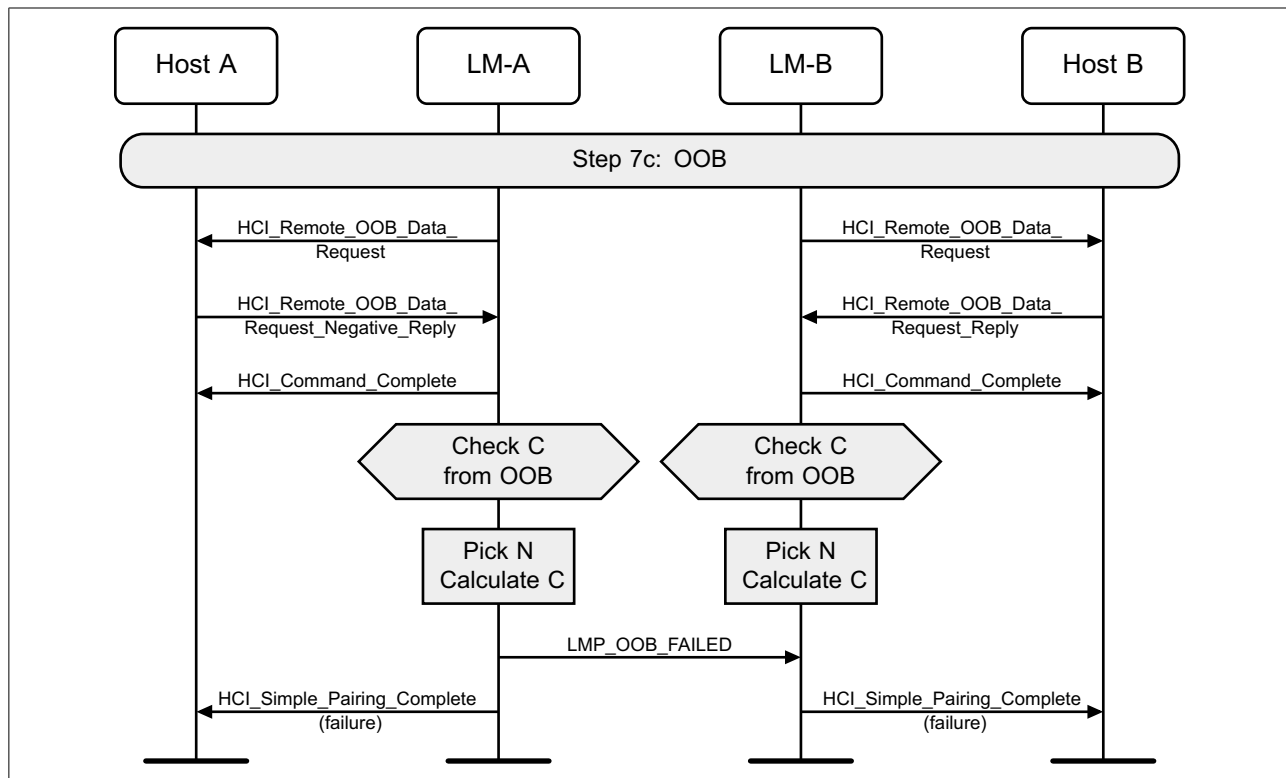 Host A
LM-A
LM-B
Host B
Step 7c: OOB
HCI_Remote_OOB_Data_
Request
HCI_Remote_OOB_Data_
Request
HCI_Remote_OOB_Data_
Request_Negative_Reply
HCI_Remote_OOB_Data_
Request_Reply
HCI_Command_Complete
HCI_Command_Complete
Check C
from OOB
Check C
from OOB
Pick N
Calculate C
Pick N
Calculate C
LMP_OOB_FAILED
HCI_Simple_Pairing_Complete
(failure)
HCI_Simple_Pairing_Complete
(failure)